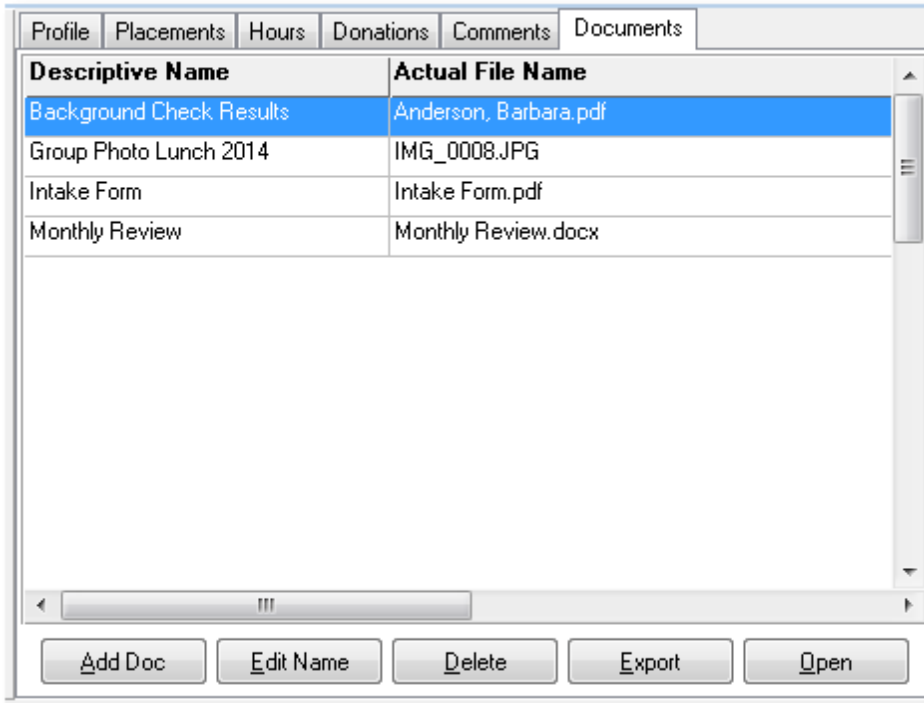 Profile Placements Hours Donations Comments Documents
Descriptive Name Actual File Name
Background Check Results Anderson, Barbara.pdf
Group Photo Lunch 2014 IMG_0008.JPG
Intake Form Intake Form.pdf
Monthly Review Monthly Review.docx
Add Doc Edit Name Delete Export Open